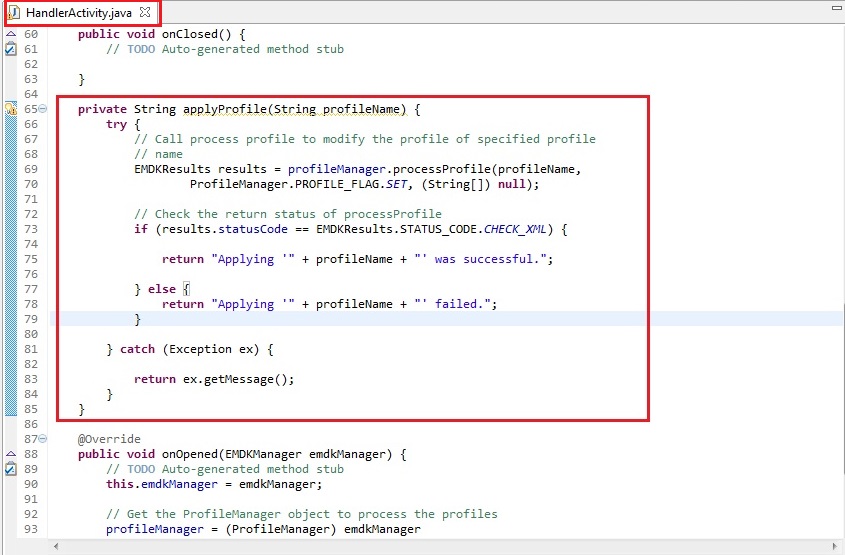 HandlerActivity.java
60 public void onClosed() {
61 // TODO Auto-generated method stub
62
63 }
64
65 private String applyProfile(String profileName) {
66 try {
67 // Call process profile to modify the profile of specified profile
68 // name
69 EMDKResults results = profileManager.processProfile(profileName,
70 ProfileManager.PROFILE_FLAG.SET, (String[]) null);
71
72 // Check the return status of processProfile
73 if (results.statusCode == EMDKResults.STATUS_CODE.CHECK_XML) {
74
75 return "Applying '" + profileName + "' was successful.";
76
77 } else {
78 return "Applying '" + profileName + "' failed.";
79 }
80
81 } catch (Exception ex) {
82
83 return ex.getMessage();
84 }
85 }
86
87 @Override
88 public void onOpened(EMDKManager emdkManager) {
89 // TODO Auto-generated method stub
90 this.emdkManager = emdkManager;
91
92 // Get the ProfileManager object to process the profiles
93 profileManager = (ProfileManager) emdkManager